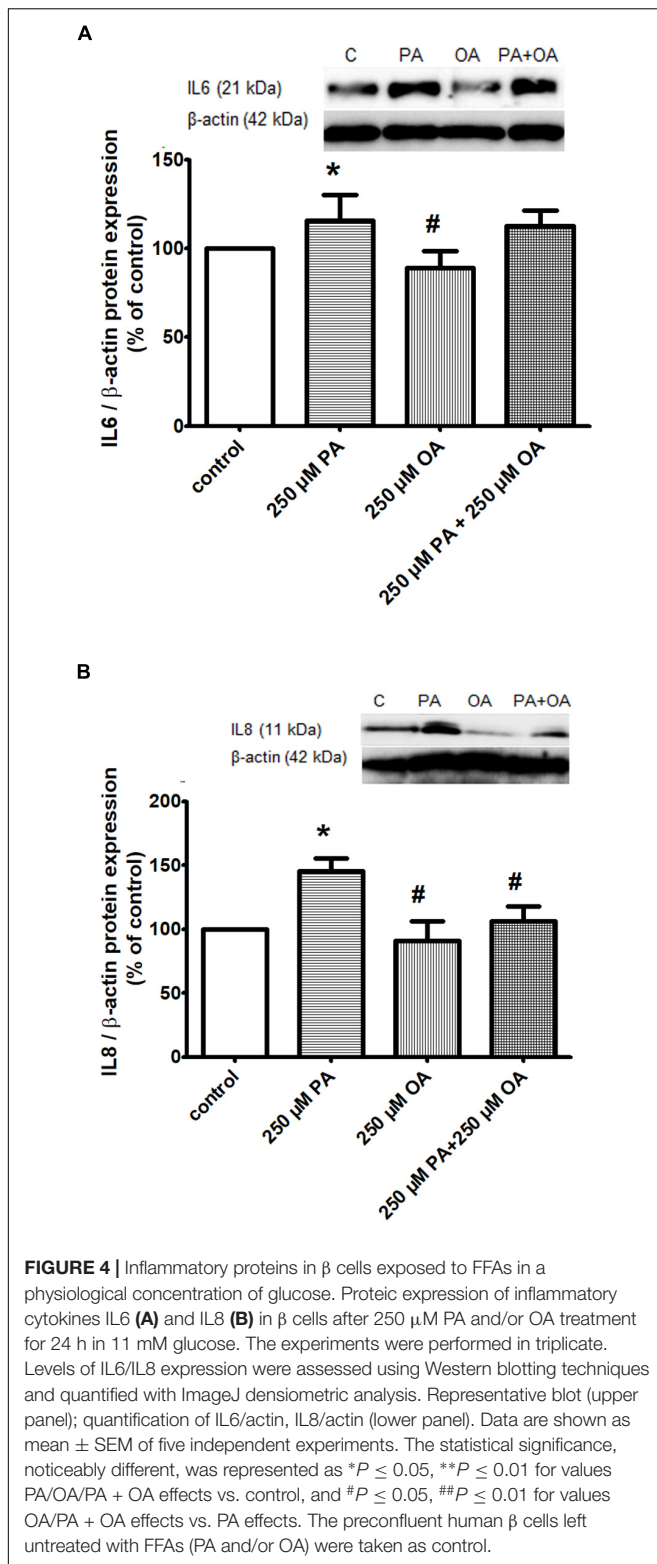 A
C PA OA PA+OA
IL6 (21 kDa)
β-actin (42 kDa)
150
100
50
0
IL6 / β-actin protein expression
(% of control)
*
#
control
250 µM PA
250 µM OA
250 µM PA + 250 µM OA
B
C PA OA PA+OA
IL8 (11 kDa)
β-actin (42 kDa)
200
150
100
50
0
IL8 / β-actin protein expression
(% of control)
*
#
#
control
250 µM PA
250 µM OA
250 µM PA+250 µM OA
FIGURE 4 | Inflammatory proteins in β cells exposed to FFAs in a
physiological concentration of glucose. Proteic expression of inflammatory
cytokines IL6 (A) and IL8 (B) in β cells after 250 µM PA and/or OA treatment
for 24 h in 11 mM glucose. The experiments were performed in triplicate.
Levels of IL6/IL8 expression were assessed using Western blotting techniques
and quantified with ImageJ densiometric analysis. Representative blot (upper
panel); quantification of IL6/actin, IL8/actin (lower panel). Data are shown as
mean ± SEM of five independent experiments. The statistical significance,
noticeably different, was represented as *P ≤ 0.05, **P ≤ 0.01 for values
PA/OA/PA + OA effects vs. control, and #P ≤ 0.05, ##P ≤ 0.01 for values
OA/PA + OA effects vs. PA effects. The preconfluent human β cells left
untreated with FFAs (PA and/or OA) were taken as control.